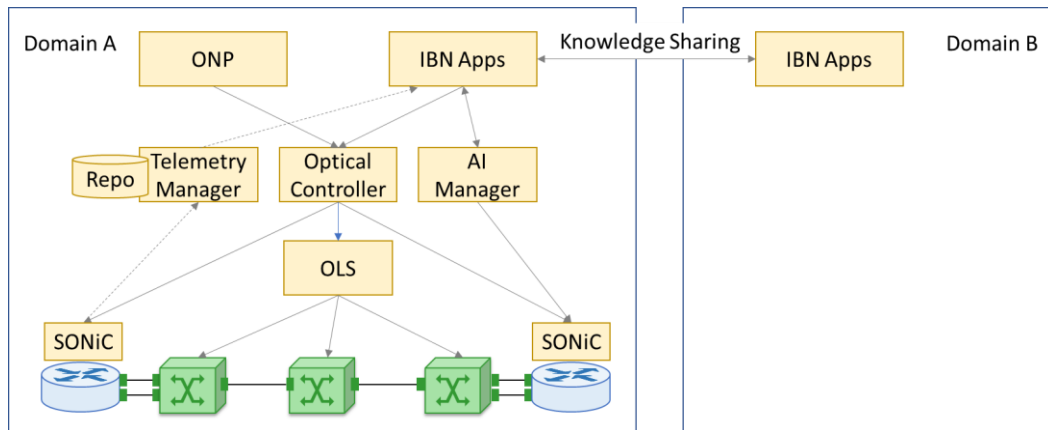 Domain A
ONP
IBN Apps
Knowledge Sharing
IBN Apps
Domain B
Repo
Telemetry
Manager
Optical
Controller
AI
Manager
OLS
SONiC
SONiC